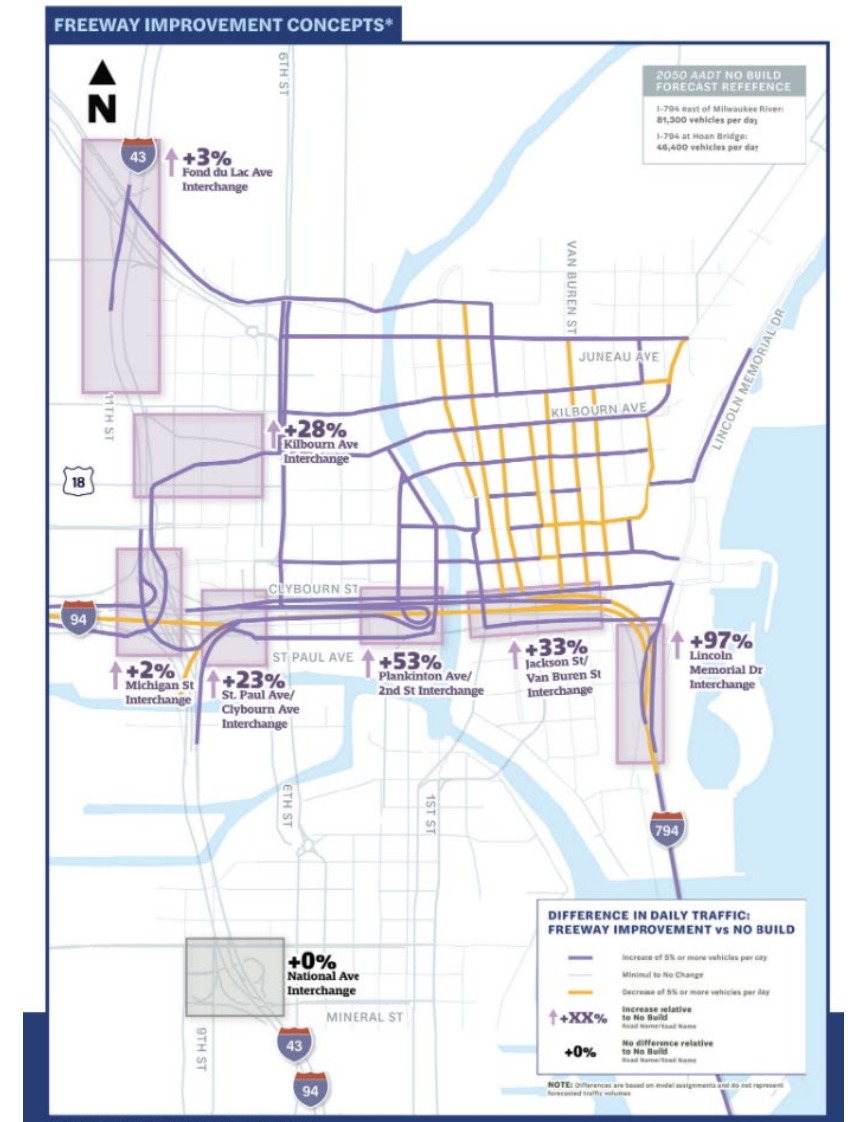 FREEWAY IMPROVEMENT CONCEPTS*
N
6TH ST
2050 AADT NO BUILD
FORECAST REFERENCE
I-794 east of Milwaukee River:
81,300 vehicles per day
I-794 at Hoan Bridge:
46,400 vehicles per day
43
+3%
Fond du Lac Ave
Interchange
VAN BUREN ST
JUNEAU AVE
LINCOLN MEMORIAL DR
11TH ST
KILBOURN AVE
+28%
Kilbourn Ave
Interchange
18
CLYBOURN ST
94
ST PAUL AVE
+2%
Michigan St
Interchange
+23%
St. Paul Ave/
Clybourn Ave
Interchange
+53%
Plankinton Ave/
2nd St Interchange
+33%
Jackson St/
Van Buren St
Interchange
+97%
Lincoln
Memorial Dr
Interchange
6TH ST
1ST ST
794
+0%
National Ave
Interchange
MINERAL ST
9TH ST
43
94
DIFFERENCE IN DAILY TRAFFIC:
FREEWAY IMPROVEMENT vs NO BUILD
Increase of 5% or more vehicles per day
Minimal to No Change
Decrease of 5% or more vehicles per day
+XX%
Increase relative
to No Build
Road Name/Road Name
+0%
No difference relative
to No Build
Road Name/Road Name
NOTE: Differences are based on model assignments and do not represent
forecasted traffic volumes